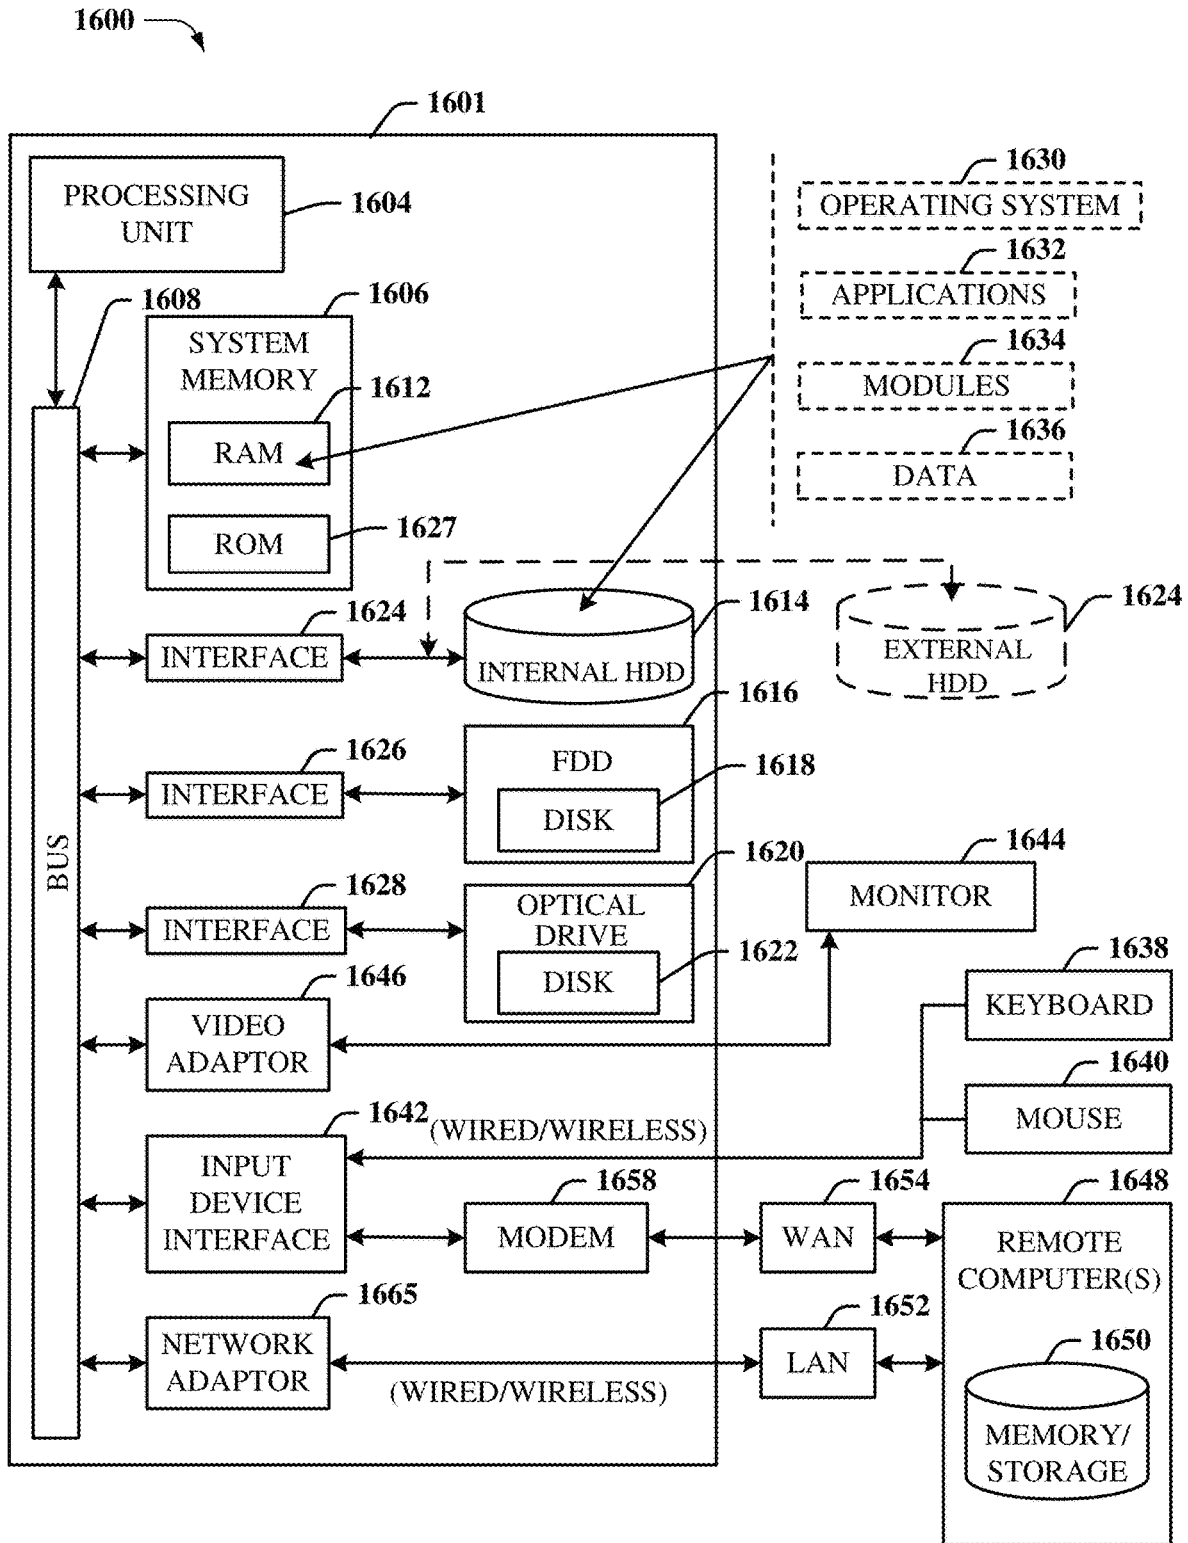 1600
1601
PROCESSING
UNIT
1604
1630
OPERATING SYSTEM
1632
APPLICATIONS
1634
MODULES
1636
DATA
1608
1606
SYSTEM
MEMORY
1612
RAM
1627
ROM
1624
INTERFACE
1614
INTERNAL HDD
1624
EXTERNAL
HDD
1616
FDD
1626
INTERFACE
1618
DISK
BUS
1620
OPTICAL
DRIVE
1628
INTERFACE
1622
DISK
1644
MONITOR
1646
VIDEO
ADAPTOR
1638
KEYBOARD
1640
MOUSE
1642
(WIRED/WIRELESS)
INPUT
DEVICE
INTERFACE
1658
MODEM
1654
WAN
1648
REMOTE
COMPUTER(S)
1665
NETWORK
ADAPTOR
(WIRED/WIRELESS)
1652
LAN
1650
MEMORY/
STORAGE